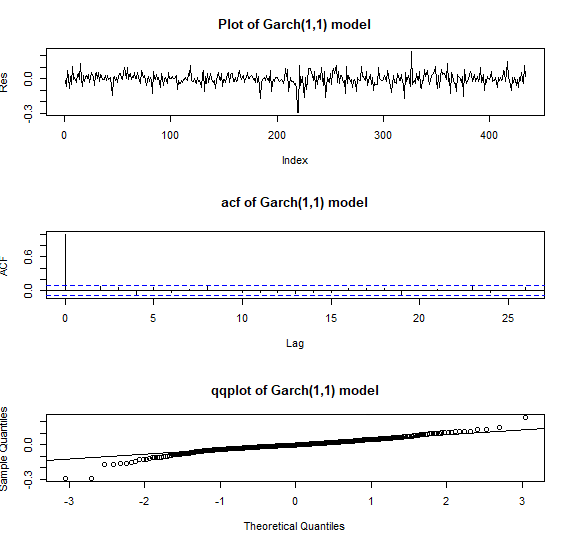 Plot of Garch(1,1) model
Res
0.0
-0.3
0 100 200 300 400
Index
acf of Garch(1,1) model
ACF
0.6
0.0
0 5 10 15 20 25
Lag
qqplot of Garch(1,1) model
Sample Quantiles
0.0
-0.3
-3 -2 -1 0 1 2 3
Theoretical Quantiles